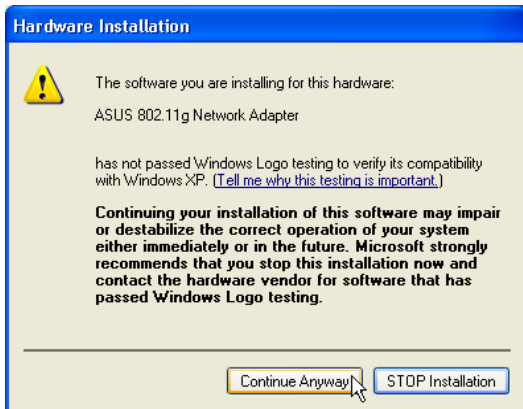 Hardware Installation
The software you are installing for this hardware:
ASUS 802.11g Network Adapter
has not passed Windows Logo testing to verify its compatibility
with Windows XP. (Tell me why this testing is important.)
Continuing your installation of this software may impair
or destabilize the correct operation of your system
either immediately or in the future. Microsoft strongly
recommends that you stop this installation now and
contact the hardware vendor for software that has
passed Windows Logo testing.
Continue Anyway
STOP Installation